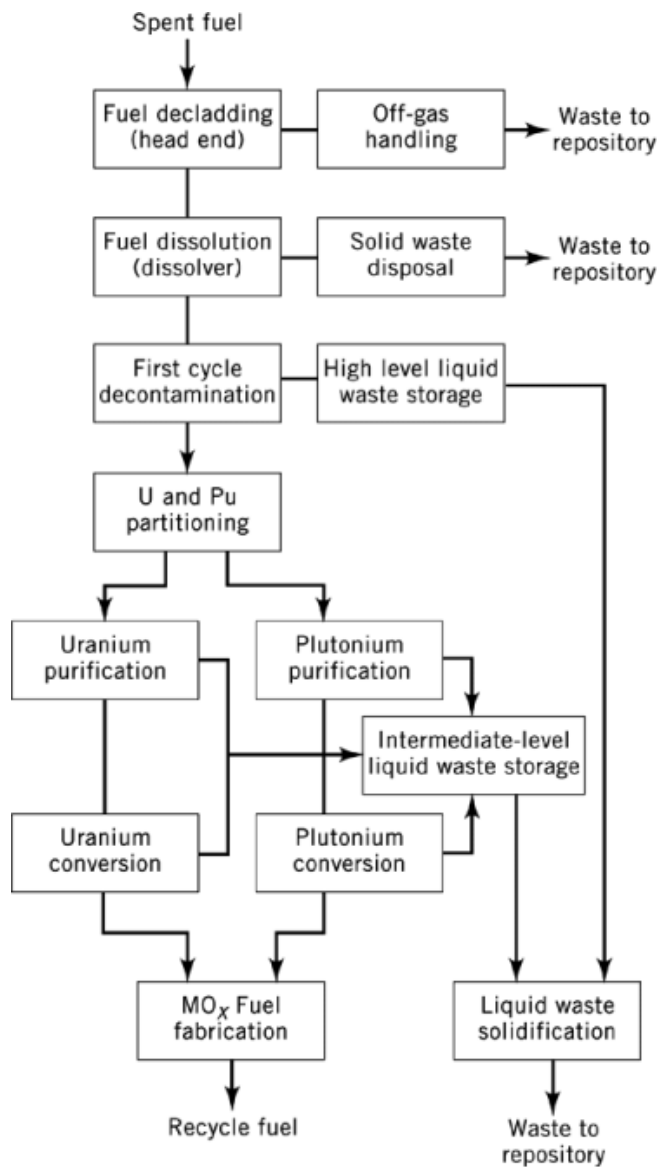 Spent fuel
Fuel decladding
(head end)
Off-gas
handling
Waste to
repository
Fuel dissolution
(dissolver)
Solid waste
disposal
Waste to
repository
First cycle
decontamination
High level liquid
waste storage
U and Pu
partitioning
Uranium
purification
Plutonium
purification
Intermediate-level
liquid waste storage
Uranium
conversion
Plutonium
conversion
MOX Fuel
fabrication
Liquid waste
solidification
Recycle fuel
Waste to
repository